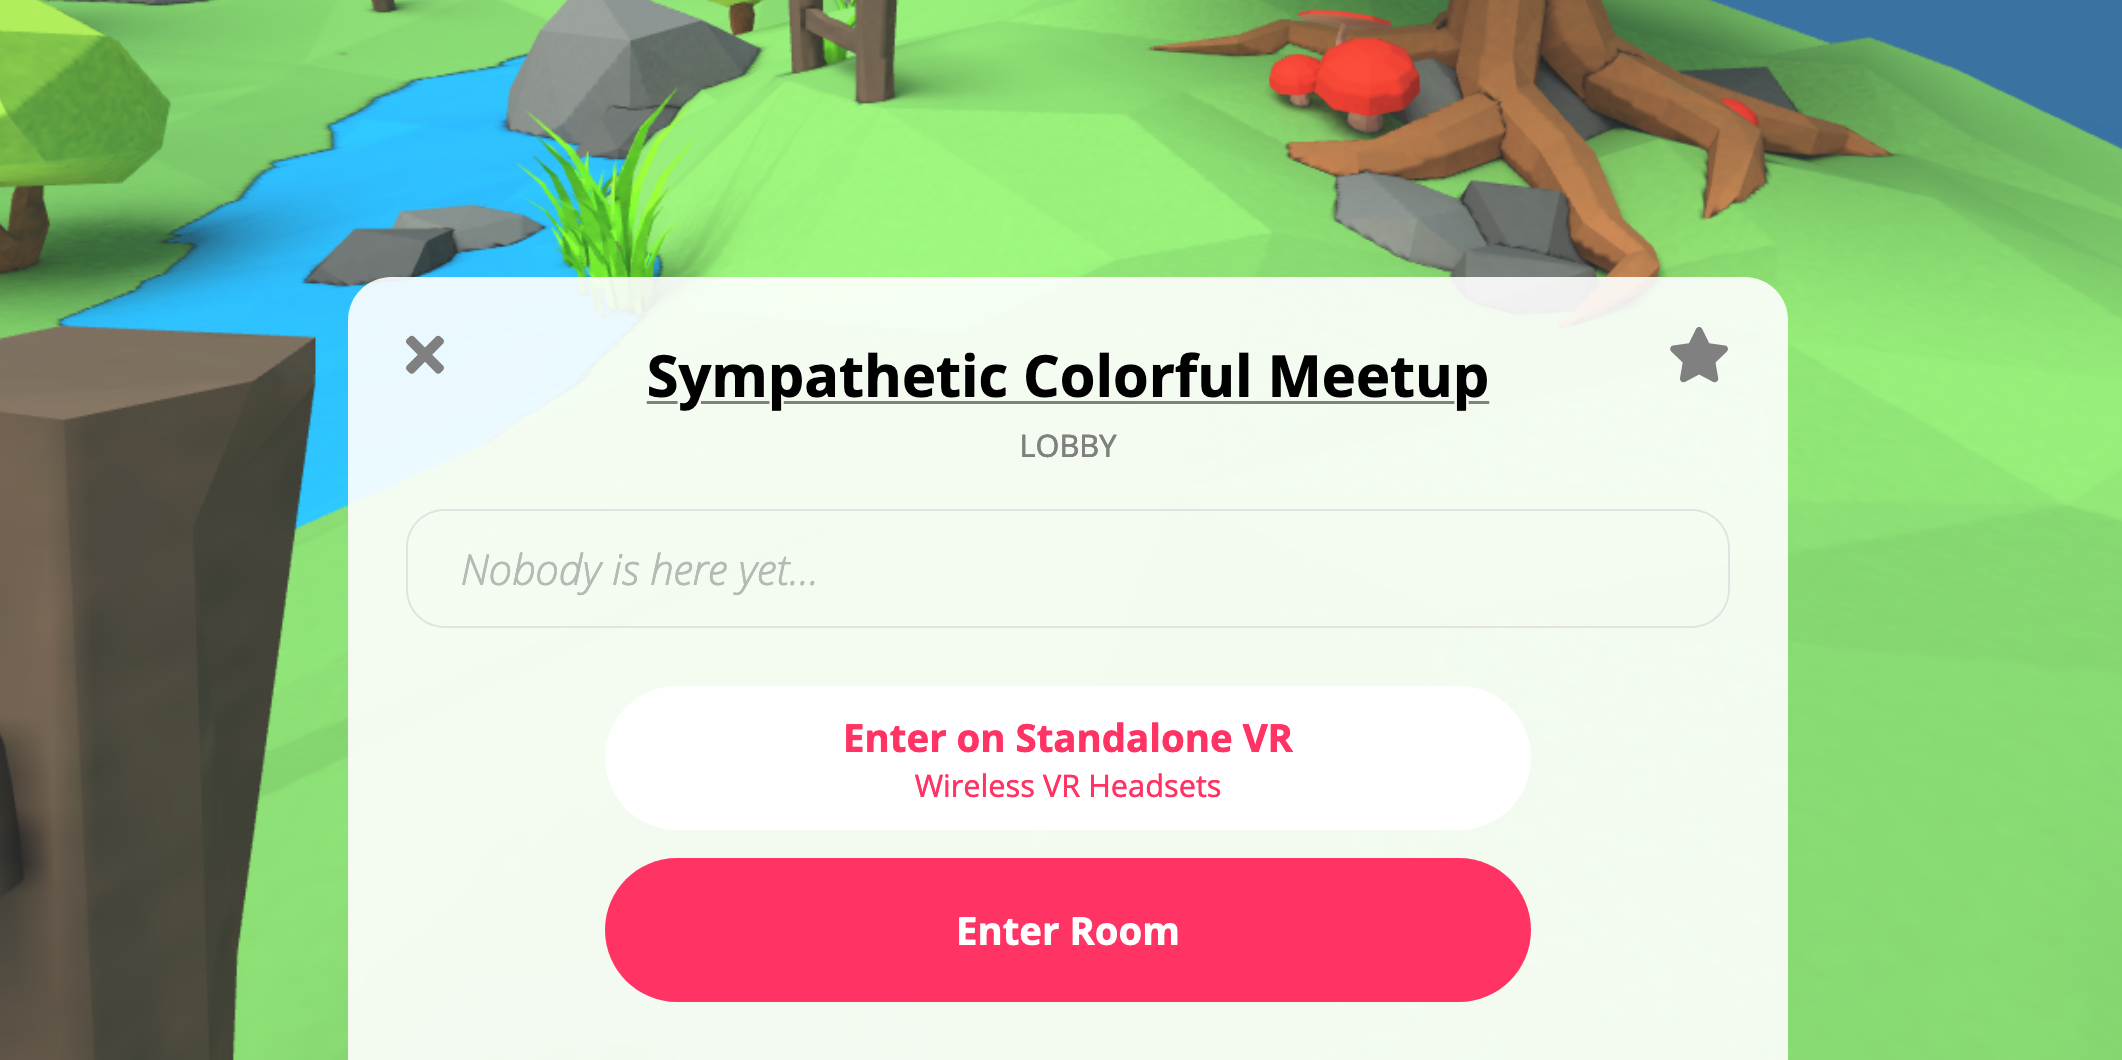 Sympathetic Colorful Meetup
LOBBY
Nobody is here yet...
Enter on Standalone VR
Wireless VR Headsets
Enter Room